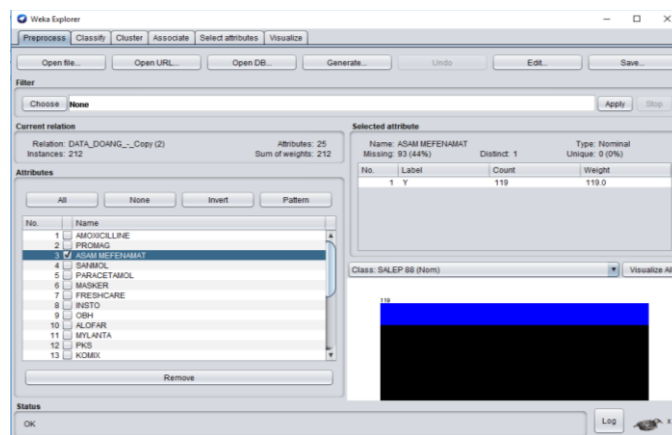 Weka Explorer
Preprocess Classify Cluster Associate Select attributes Visualize
Open file... Open URL... Open DB... Generate... Undo Edit... Save...
Filter
Choose None Apply Stop
Current relation
Relation: DATA_DOANG_-_Copy (2) Attributes: 25
Instances: 212 Sum of weights: 212
Attributes
All None Invert Pattern
No. Name
1 AMOXICILLINE
2 PROMAG
3 ASAM MEFENAMAT
4 SANMOL
5 PARACETAMOL
6 MASKER
7 FRESHCARE
8 INSTO
9 OBH
10 ALOFAR
11 MYLANTA
12 PKS
13 KOMIX
Remove
Selected attribute
Name: ASAM MEFENAMAT Type: Nominal
Missing: 93 (44%) Distinct: 1 Unique: 0 (0%)
No. Label Count Weight
1 Y 119 119.0
Class: SALEP 88 (Nom) Visualize All
119
Status
OK Log x